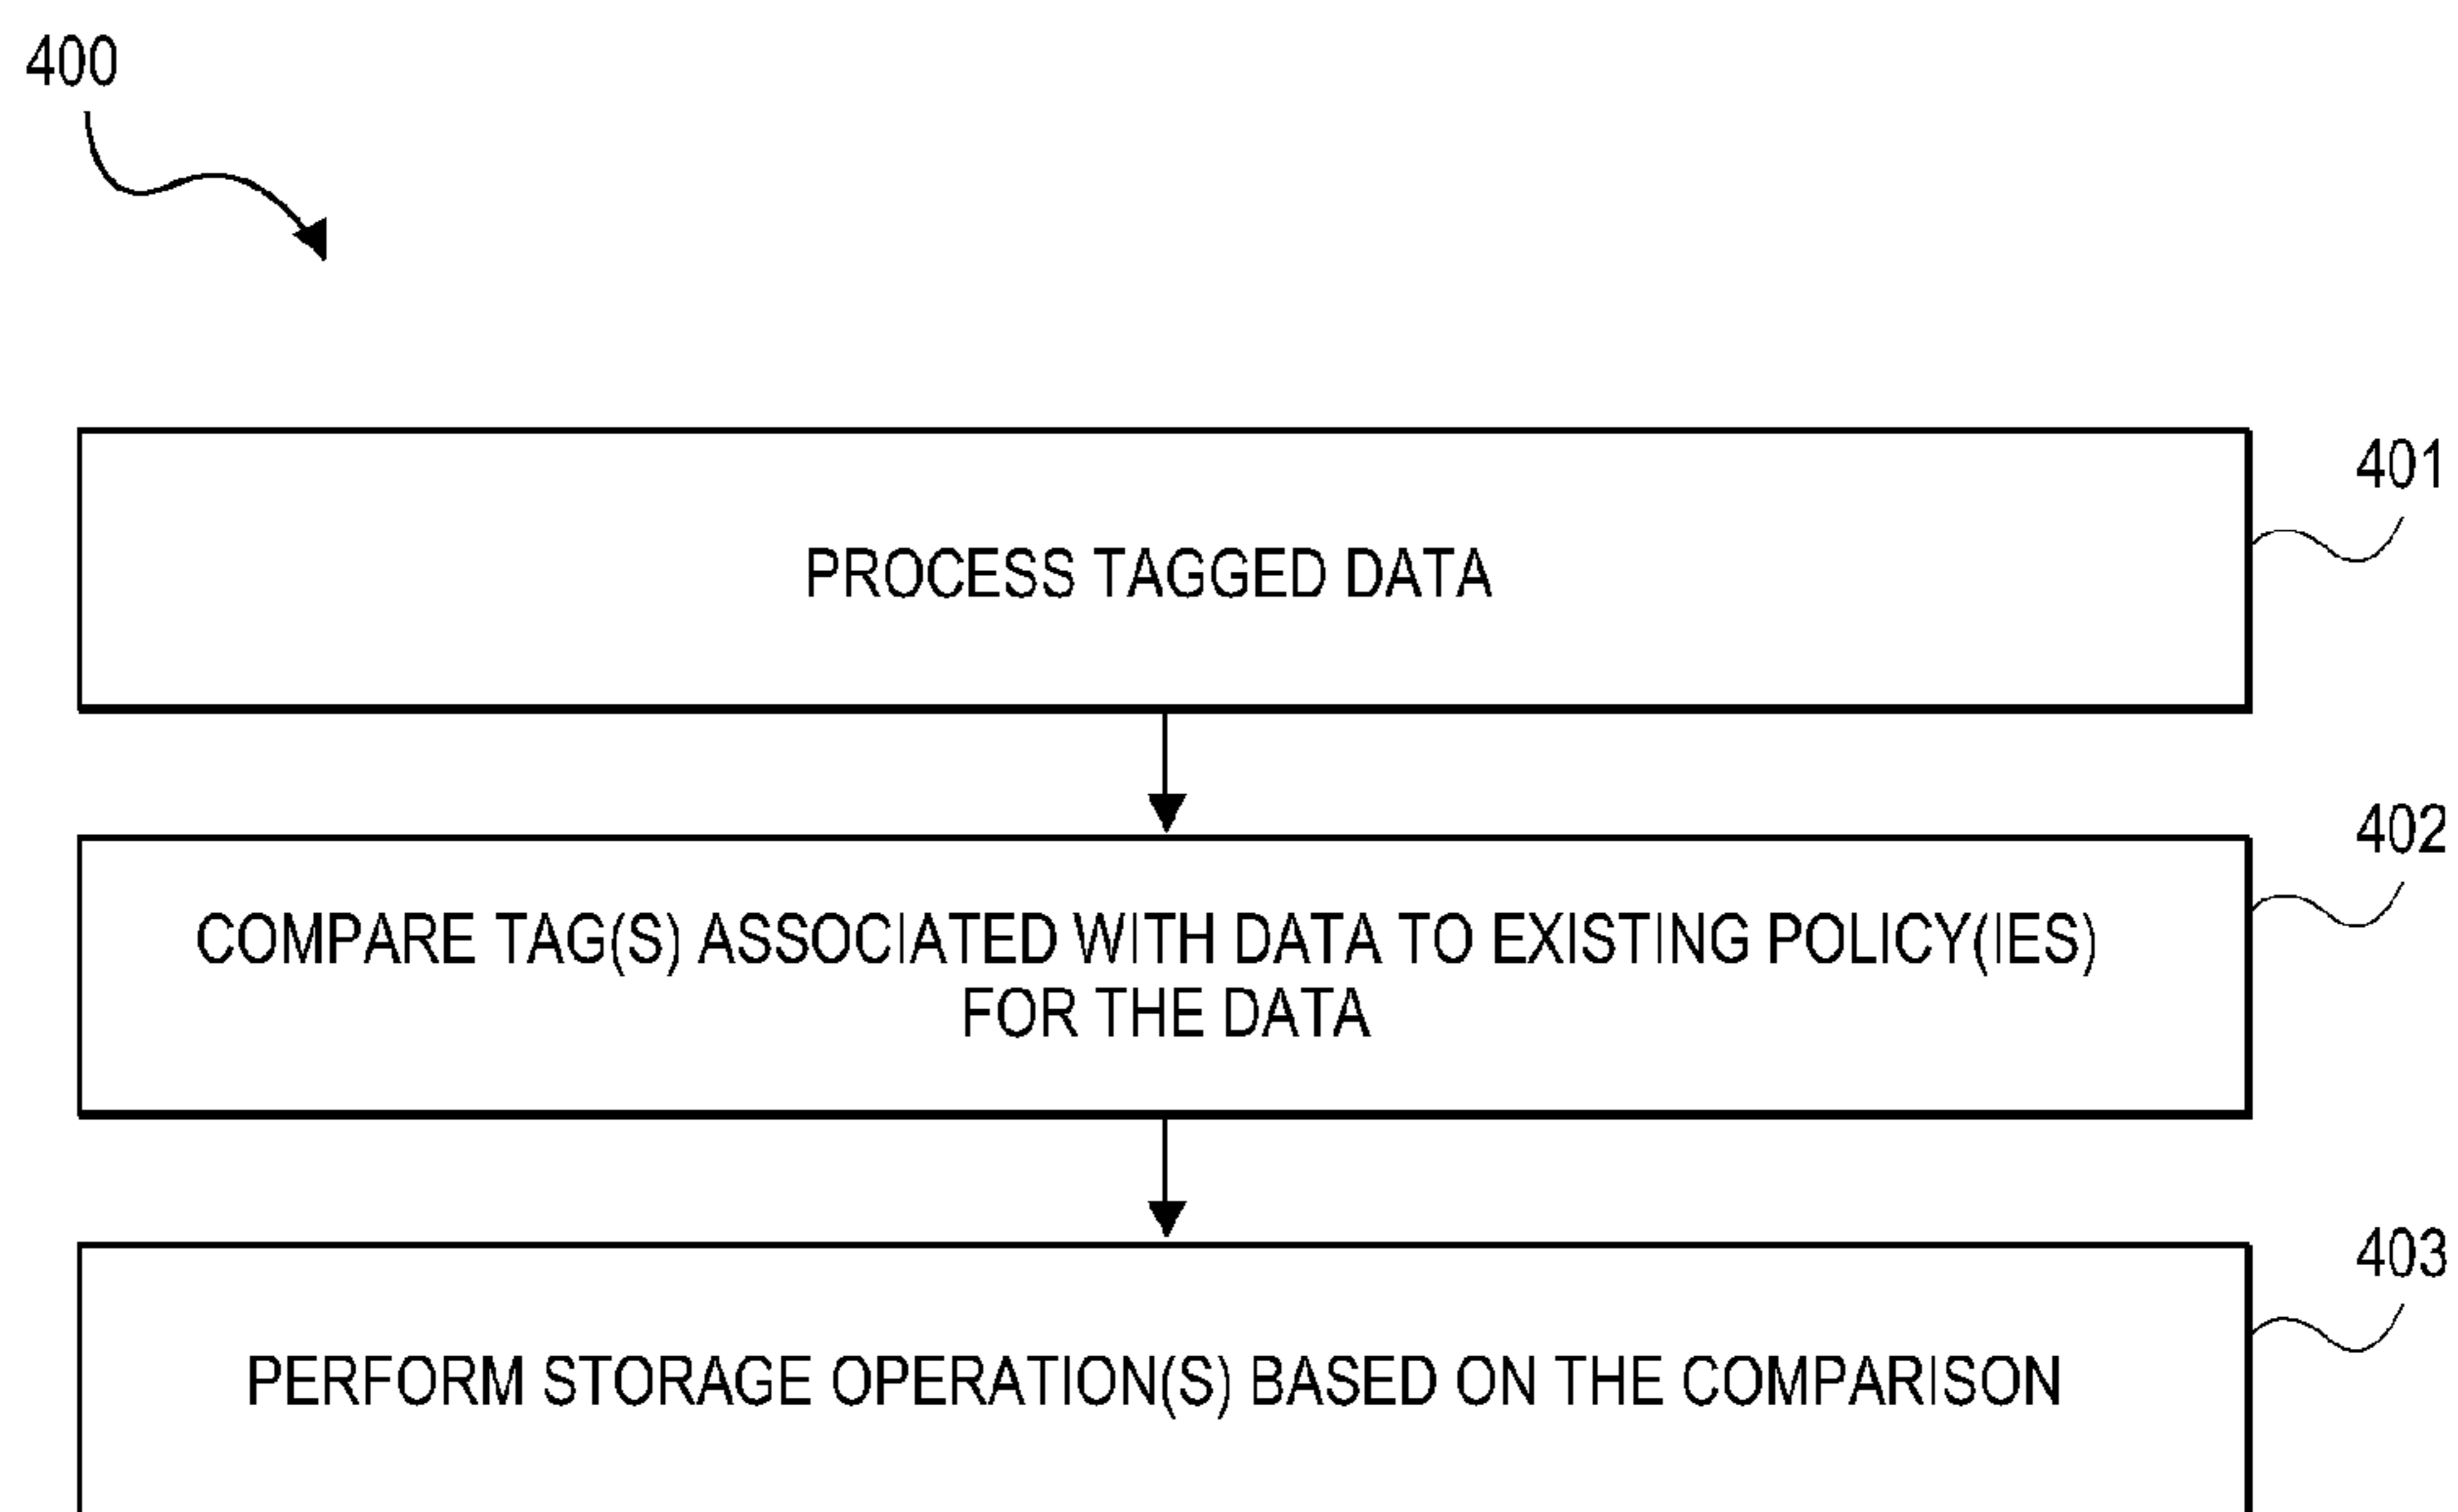 400
401
PROCESS TAGGED DATA
402
COMPARE TAG(S) ASSOCIATED WITH DATA TO EXISTING POLICY(IES)
FOR THE DATA
403
PERFORM STORAGE OPERATION(S) BASED ON THE COMPARISON